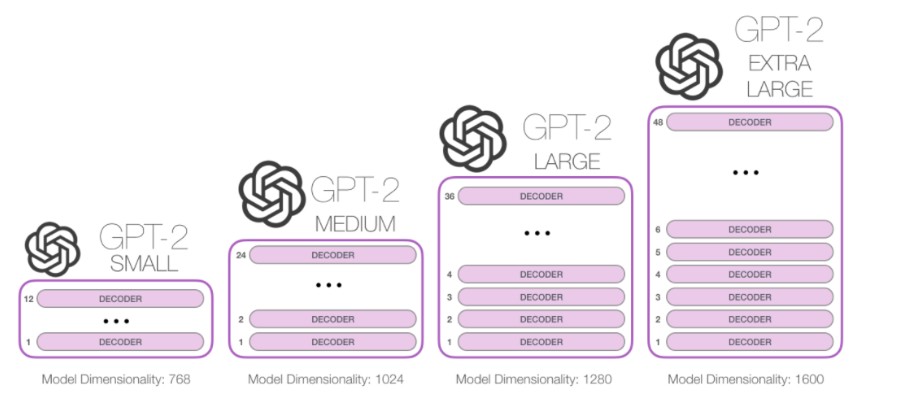 GPT-2
SMALL
12 DECODER
•••
1 DECODER
Model Dimensionality: 768
GPT-2
MEDIUM
24 DECODER
•••
2 DECODER
1 DECODER
Model Dimensionality: 1024
GPT-2
LARGE
36 DECODER
•••
4 DECODER
3 DECODER
2 DECODER
1 DECODER
Model Dimensionality: 1280
GPT-2
EXTRA
LARGE
48 DECODER
•••
6 DECODER
5 DECODER
4 DECODER
3 DECODER
2 DECODER
1 DECODER
Model Dimensionality: 1600